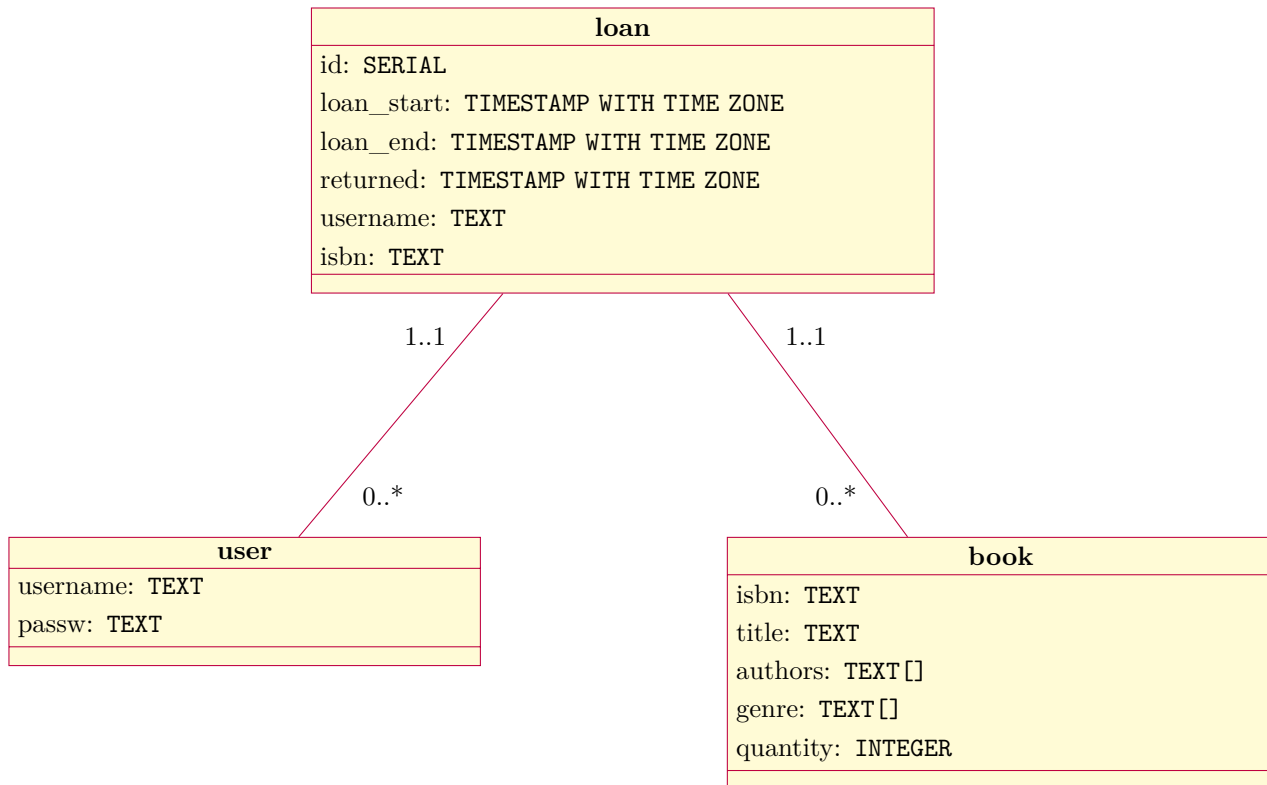 loan
id: SERIAL
loan_start: TIMESTAMP WITH TIME ZONE
loan_end: TIMESTAMP WITH TIME ZONE
returned: TIMESTAMP WITH TIME ZONE
username: TEXT
isbn: TEXT
1..1
1..1
0..*
0..*
user
username: TEXT
passw: TEXT
book
isbn: TEXT
title: TEXT
authors: TEXT[]
genre: TEXT[]
quantity: INTEGER